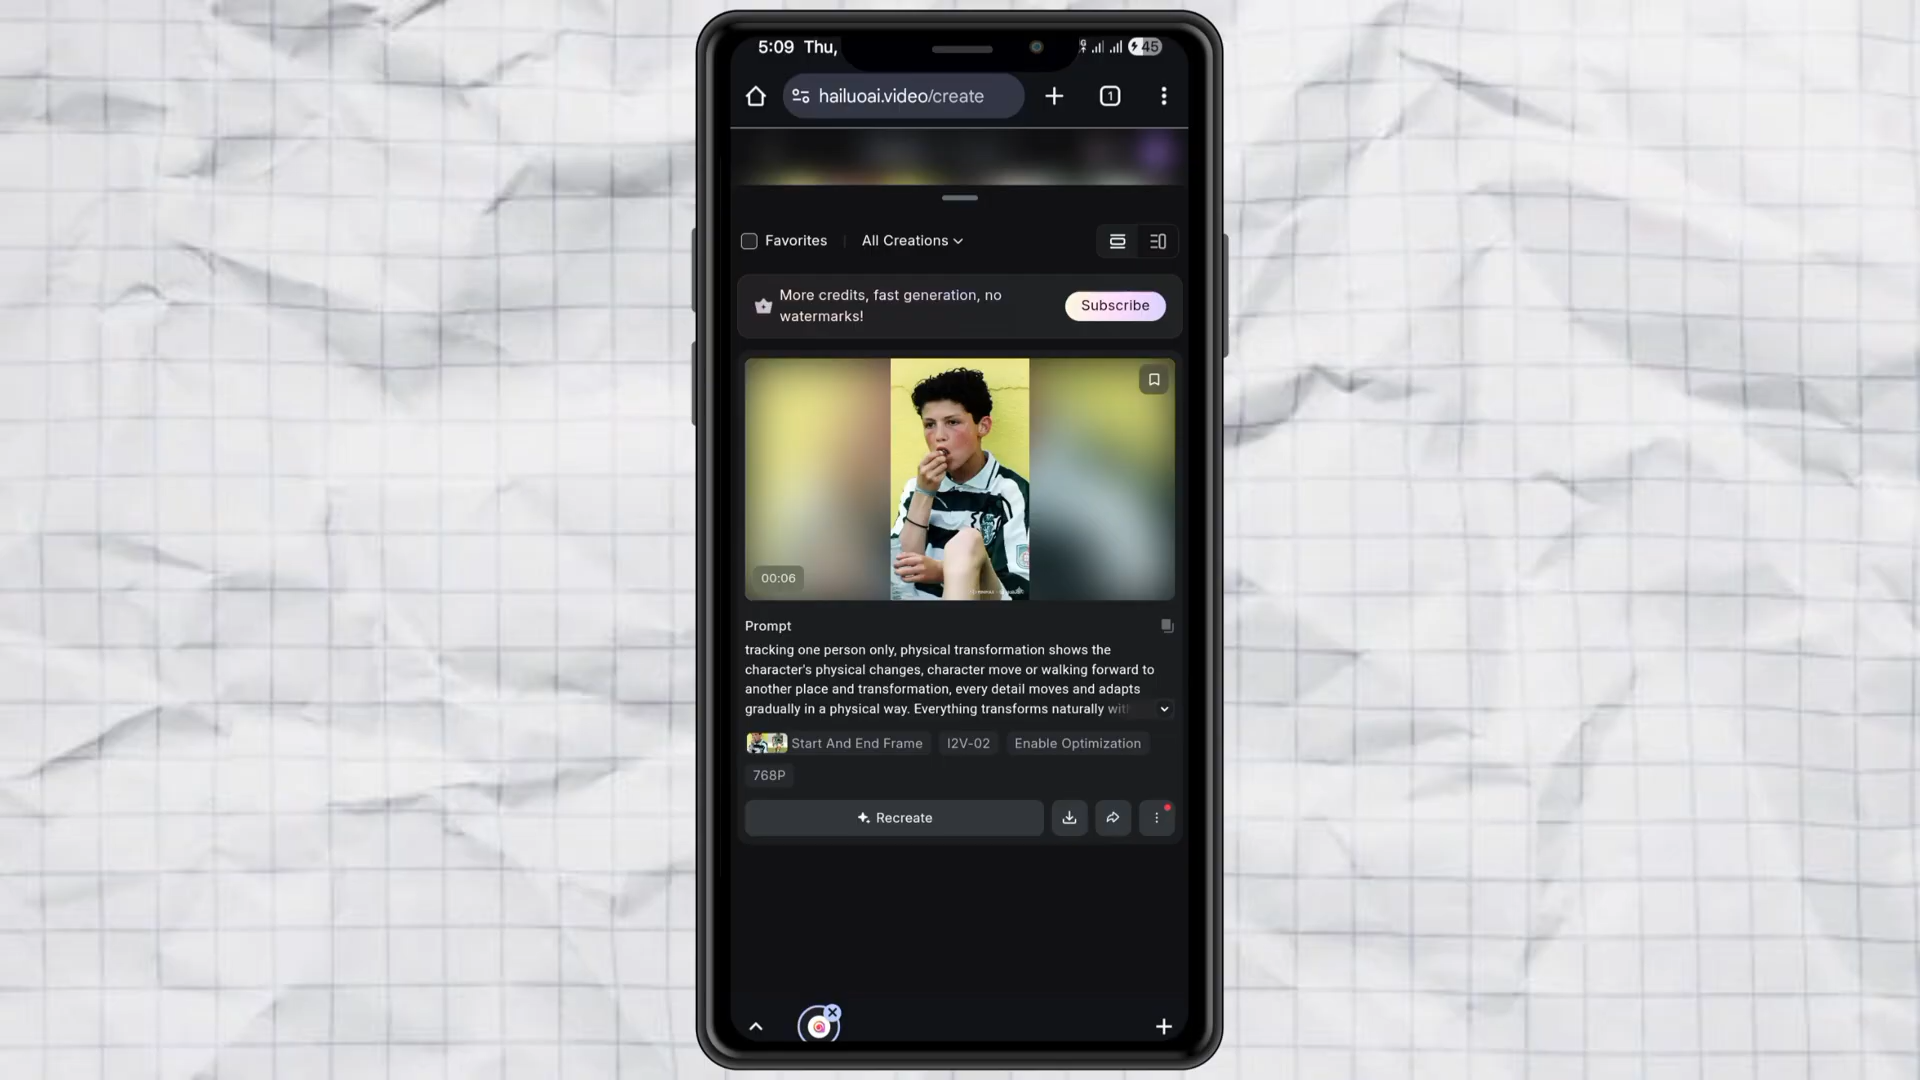 5:09 Thu,
45
hailuoai.video/create
1
Favorites
All Creations
More credits, fast generation, no
watermarks!
Subscribe
00:06
Prompt
tracking one person only, physical transformation shows the
character's physical changes, character move or walking forward to
another place and transformation, every detail moves and adapts
gradually in a physical way. Everything transforms naturally
Start And End Frame
I2V-02
Enable Optimization
768P
Recreate